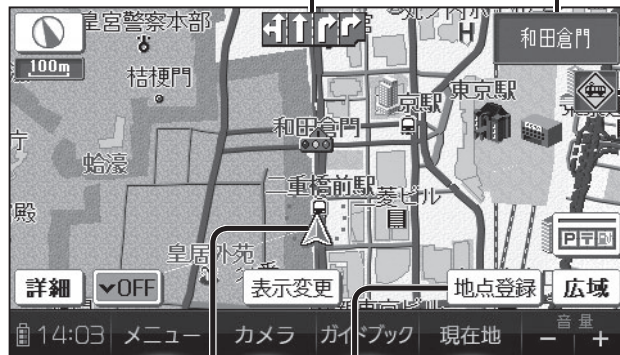 皇宮警察本部
和田倉門
100m
桔梗門
東京駅
京駅
和田倉門
蛤濠
二重橋前駅
三菱ビル
殿
皇居外苑
詳細
OFF
表示変更
地点登録
広域
14:03 メニュー カメラ ガイドブック 現在地 音量
− +